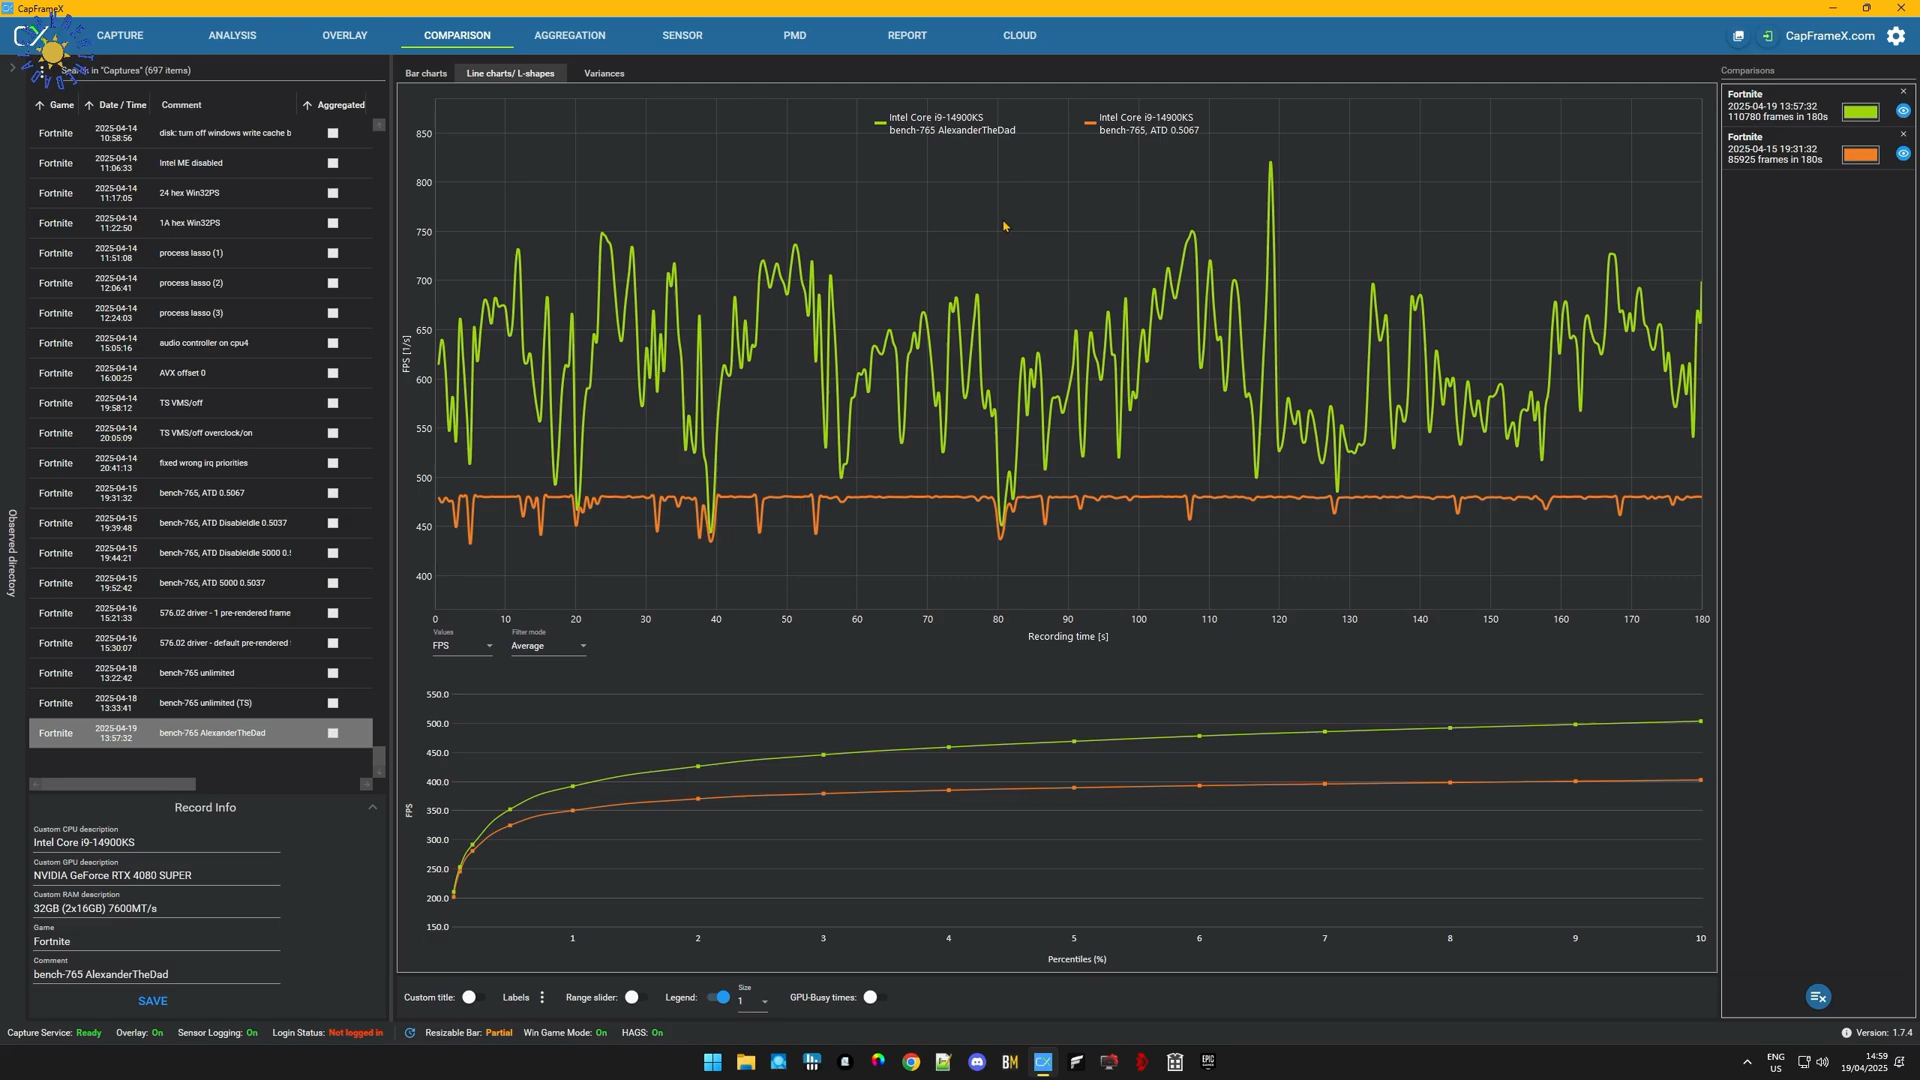 CapFrameX
CX
CAPTURE
ANALYSIS
OVERLAY
COMPARISON
AGGREGATION
SENSOR
PMD
REPORT
CLOUD
CapFrameX.com
in "Captures" (697 items)
Game
Date / Time
Comment
Aggregated
Fortnite 2025-04-14 10:58:56 disk: turn off windows write cache b
Fortnite 2025-04-14 11:06:33 Intel ME disabled
Fortnite 2025-04-14 11:17:05 24 hex Win32PS
Fortnite 2025-04-14 11:22:50 1A hex Win32PS
Fortnite 2025-04-14 11:51:08 process lasso (1)
Fortnite 2025-04-14 12:06:41 process lasso (2)
Fortnite 2025-04-14 12:24:03 process lasso (3)
Fortnite 2025-04-14 15:05:16 audio controller on cpu4
Fortnite 2025-04-14 16:00:25 AVX offset 0
Fortnite 2025-04-14 19:58:12 TS VMS/off
Fortnite 2025-04-14 20:05:09 TS VMS/off overclock/on
Fortnite 2025-04-14 20:41:13 fixed wrong irq priorities
Fortnite 2025-04-15 19:31:32 bench-765, ATD 0.5067
Fortnite 2025-04-15 19:39:48 bench-765, ATD DisableIdle 0.5037
Fortnite 2025-04-15 19:44:21 bench-765, ATD DisableIdle 5000 0.!
Fortnite 2025-04-15 19:52:42 bench-765, ATD 5000 0.5037
Fortnite 2025-04-16 15:21:33 576.02 driver - 1 pre-rendered frame
Fortnite 2025-04-16 15:30:07 576.02 driver - default pre-rendered
Fortnite 2025-04-18 13:22:42 bench-765 unlimited
Fortnite 2025-04-18 13:33:41 bench-765 unlimited (TS)
Fortnite 2025-04-19 13:57:32 bench-765 AlexanderTheDad
Observed directory
Record Info
Custom CPU description
Intel Core i9-14900KS
Custom GPU description
NVIDIA GeForce RTX 4080 SUPER
Custom RAM description
32GB (2x16GB) 7600MT/s
Game
Fortnite
Comment
bench-765 AlexanderTheDad
SAVE
Bar charts
Line charts/ L-shapes
Variances
Intel Core i9-14900KS
bench-765 AlexanderTheDad
Intel Core i9-14900KS
bench-765, ATD 0.5067
850
800
750
700
650
600
550
500
450
400
FPS [1/s]
0 10 20 30 40 50 60 70 80 90 100 110 120 130 140 150 160 170 180
Recording time [s]
Values
FPS
Filter mode
Average
550.0
500.0
450.0
400.0
350.0
300.0
250.0
200.0
150.0
FPS
1 2 3 4 5 6 7 8 9 10
Percentiles (%)
Custom title:
Labels
Range slider:
Legend:
Size
1
GPU-Busy times:
Comparisons
Fortnite
2025-04-19 13:57:32
110780 frames in 180s
Fortnite
2025-04-15 19:31:32
85925 frames in 180s
Capture Service: Ready
Overlay: On
Sensor Logging: On
Login Status: Not logged in
Resizable Bar: Partial
Win Game Mode: On
HAGS: On
Version: 1.7.4
BM
CX
EPIC
ENG
US
14:59
19/04/2025